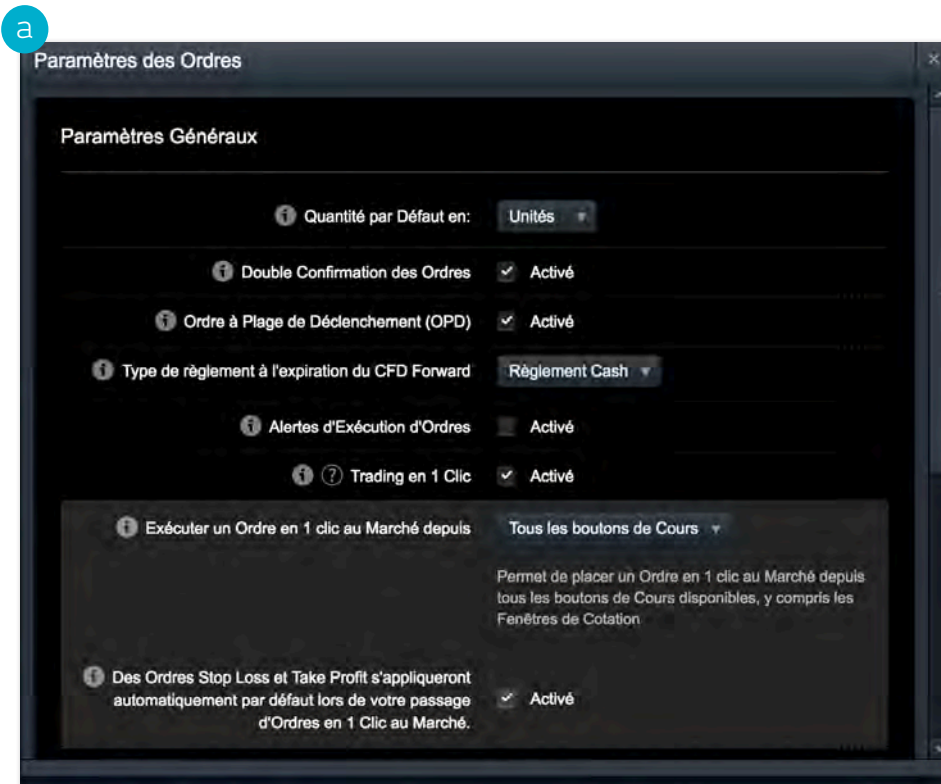 a
Paramètres des Ordres
Paramètres Généraux
Quantité par Défaut en: Unités
Double Confirmation des Ordres Activé
Ordre à Plage de Déclenchement (OPD) Activé
Type de règlement à l'expiration du CFD Forward Règlement Cash
Alertes d'Exécution d'Ordres Activé
? Trading en 1 Clic Activé
Exécuter un Ordre en 1 clic au Marché depuis Tous les boutons de Cours
Permet de placer un Ordre en 1 clic au Marché depuis
tous les boutons de Cours disponibles, y compris les
Fenêtres de Cotation
Des Ordres Stop Loss et Take Profit s'appliqueront
automatiquement par défaut lors de votre passage Activé
d'Ordres en 1 Clic au Marché.